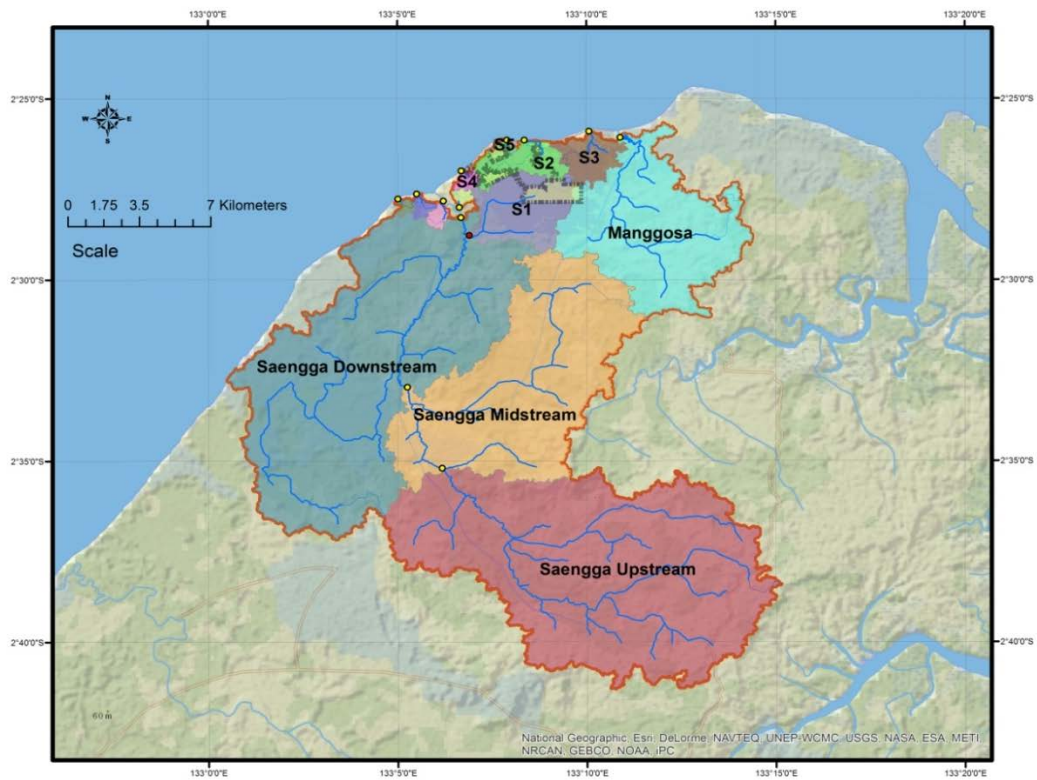 133°0'0"E 133°5'0"E 133°10'0"E 133°15'0"E 133°20'0"E
2°25'0"S 2°25'0"S
N
W E
S
S5
S2
S3
S4
0 1.75 3.5 7 Kilometers
S1
Manggosa
Scale
2°30'0"S 2°30'0"S
Saengga Downstream
Saengga Midstream
2°35'0"S 2°35'0"S
Saengga Upstream
2°40'0"S 2°40'0"S
60 m
National Geographic, Esri, DeLorme, NAVTEQ, UNEP-WCMC, USGS, NASA, ESA, METI,
NRCAN, GEBCO, NOAA, iPC
133°0'0"E 133°5'0"E 133°10'0"E 133°15'0"E 133°20'0"E